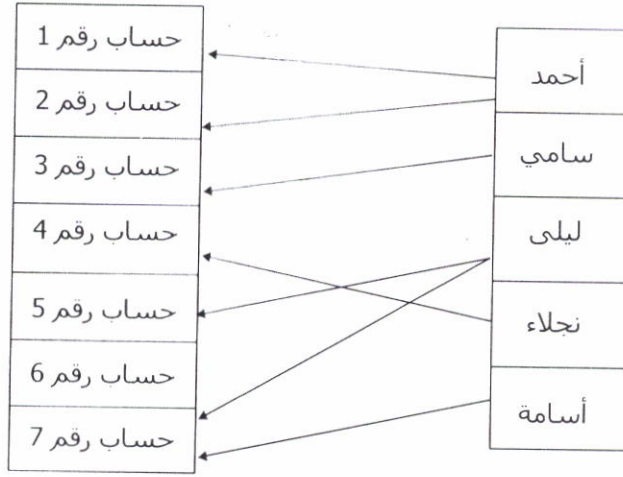 أحمد
سامي
ليلى
نجلاء
أسامة
حساب رقم 1
حساب رقم 2
حساب رقم 3
حساب رقم 4
حساب رقم 5
حساب رقم 6
حساب رقم 7